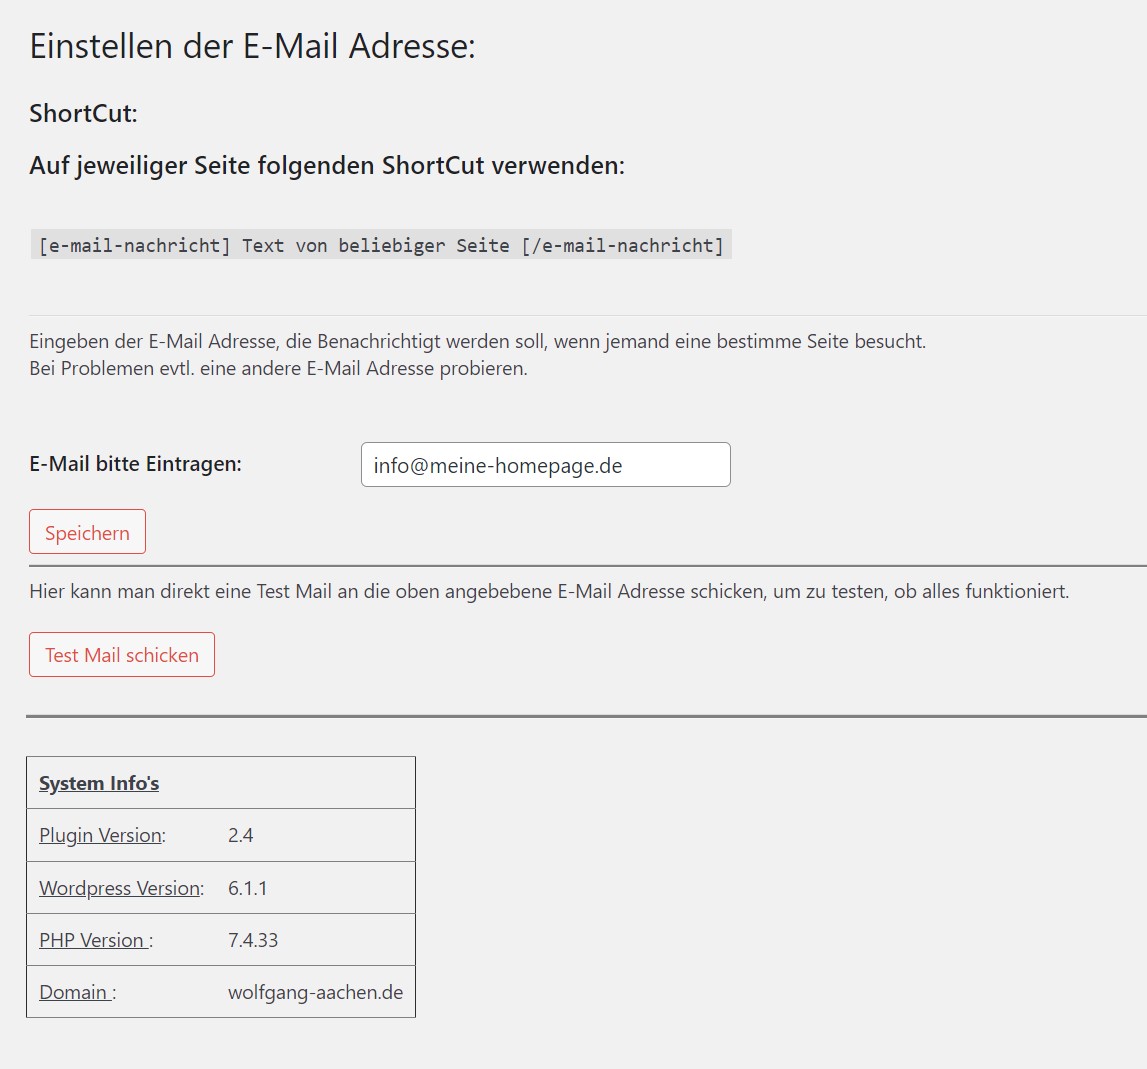 Einstellen der E-Mail Adresse:
ShortCut:
Auf jeweiliger Seite folgenden ShortCut verwenden:
[e-mail-nachricht] Text von beliebiger Seite [/e-mail-nachricht]
Eingeben der E-Mail Adresse, die Benachrichtigt werden soll, wenn jemand eine bestimme Seite besucht.
Bei Problemen evtl. eine andere E-Mail Adresse probieren.
E-Mail bitte Eintragen: info@meine-homepage.de
Speichern
Hier kann man direkt eine Test Mail an die oben angebebene E-Mail Adresse schicken, um zu testen, ob alles funktioniert.
Test Mail schicken
System Info's
Plugin Version: 2.4
Wordpress Version: 6.1.1
PHP Version : 7.4.33
Domain : wolfgang-aachen.de